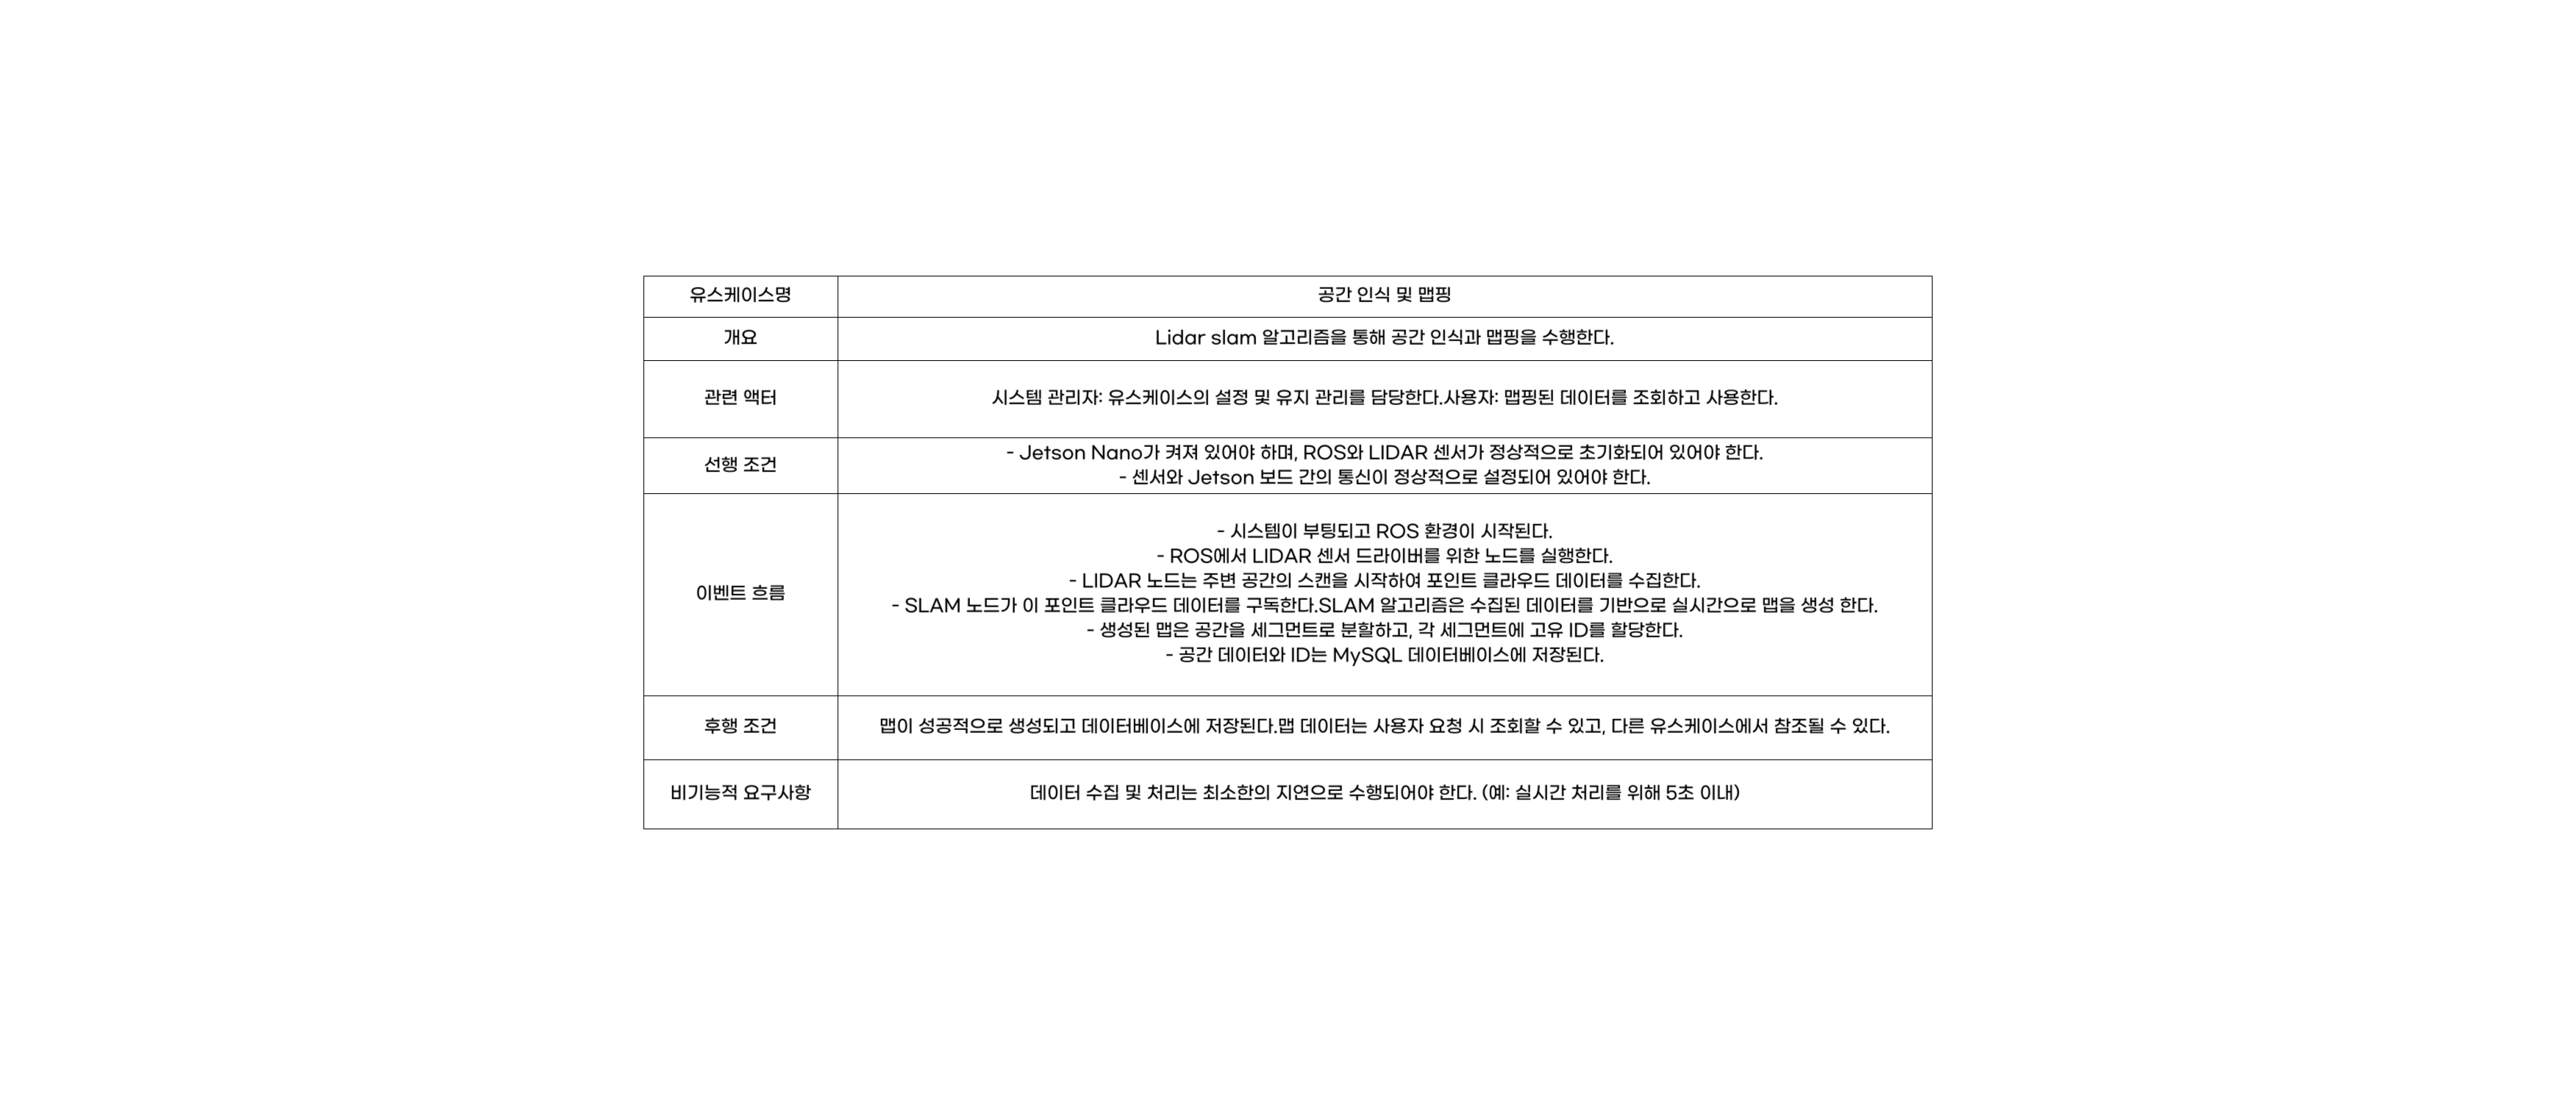 유스케이스명
공간 인식 및 맵핑
개요
Lidar slam 알고리즘을 통해 공간 인식과 맵핑을 수행한다.
관련 액터
시스템 관리자: 유스케이스의 설정 및 유지 관리를 담당한다.사용자: 맵핑된 데이터를 조회하고 사용한다.
선행 조건
- Jetson Nano가 켜져 있어야 하며, ROS와 LIDAR 센서가 정상적으로 초기화되어 있어야 한다.
- 센서와 Jetson 보드 간의 통신이 정상적으로 설정되어 있어야 한다.
이벤트 흐름
- 시스템이 부팅되고 ROS 환경이 시작된다.
- ROS에서 LIDAR 센서 드라이버를 위한 노드를 실행한다.
- LIDAR 노드는 주변 공간의 스캔을 시작하여 포인트 클라우드 데이터를 수집한다.
- SLAM 노드가 이 포인트 클라우드 데이터를 구독한다.SLAM 알고리즘은 수집된 데이터를 기반으로 실시간으로 맵을 생성 한다.
- 생성된 맵은 공간을 세그먼트로 분할하고, 각 세그먼트에 고유 ID를 할당한다.
- 공간 데이터와 ID는 MySQL 데이터베이스에 저장된다.
후행 조건
맵이 성공적으로 생성되고 데이터베이스에 저장된다.맵 데이터는 사용자 요청 시 조회할 수 있고, 다른 유스케이스에서 참조될 수 있다.
비기능적 요구사항
데이터 수집 및 처리는 최소한의 지연으로 수행되어야 한다. (예: 실시간 처리를 위해 5초 이내)